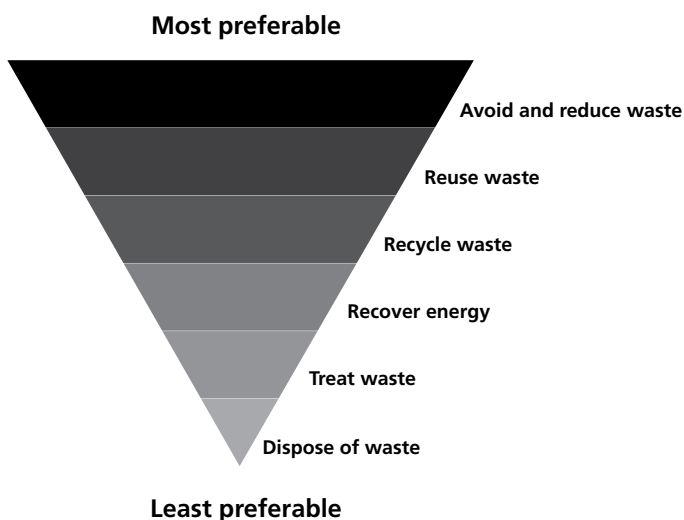 Most preferable
Avoid and reduce waste
Reuse waste
Recycle waste
Recover energy
Treat waste
Dispose of waste
Least preferable